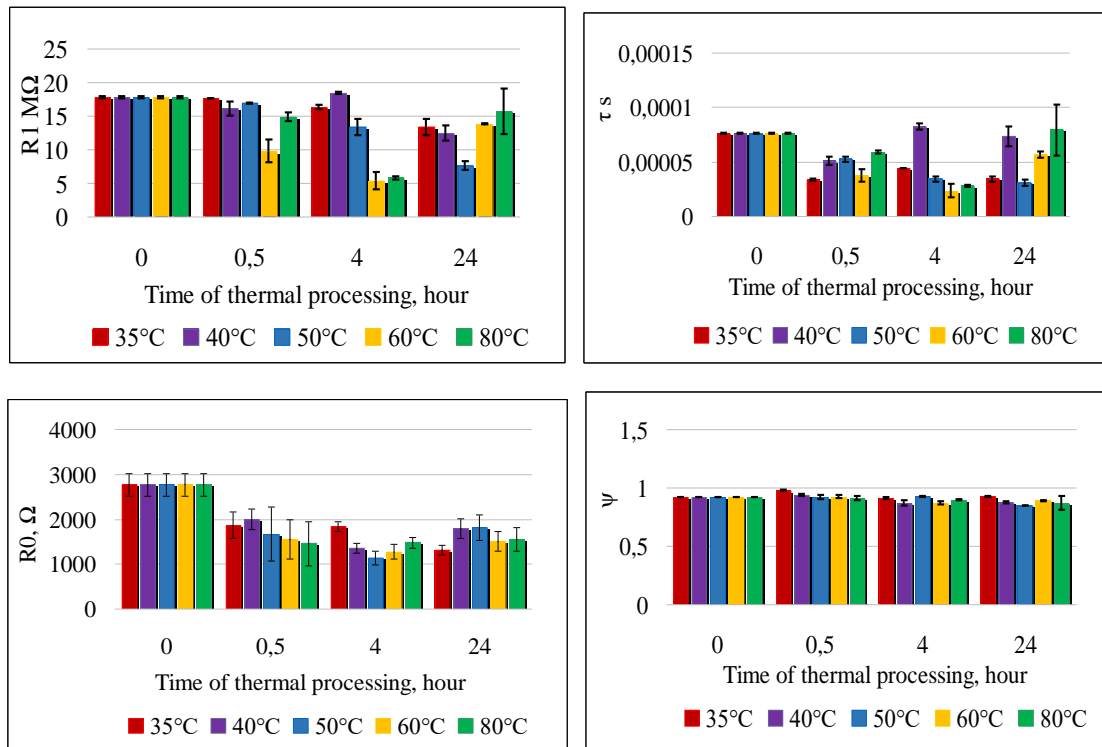 R1 MΩ
25
20
15
10
5
0
0 0,5 4 24
Time of thermal processing, hour
35°C 40°C 50°C 60°C 80°C
τ s
0,00015
0,0001
0,00005
0
0 0,5 4 24
Time of thermal processing, hour
35°C 40°C 50°C 60°C 80°C
R0, Ω
4000
3000
2000
1000
0
0 0,5 4 24
Time of thermal processing, hour
35°C 40°C 50°C 60°C 80°C
ψ
1,5
1
0,5
0
0 0,5 4 24
Time of thermal processing, hour
35°C 40°C 50°C 60°C 80°C